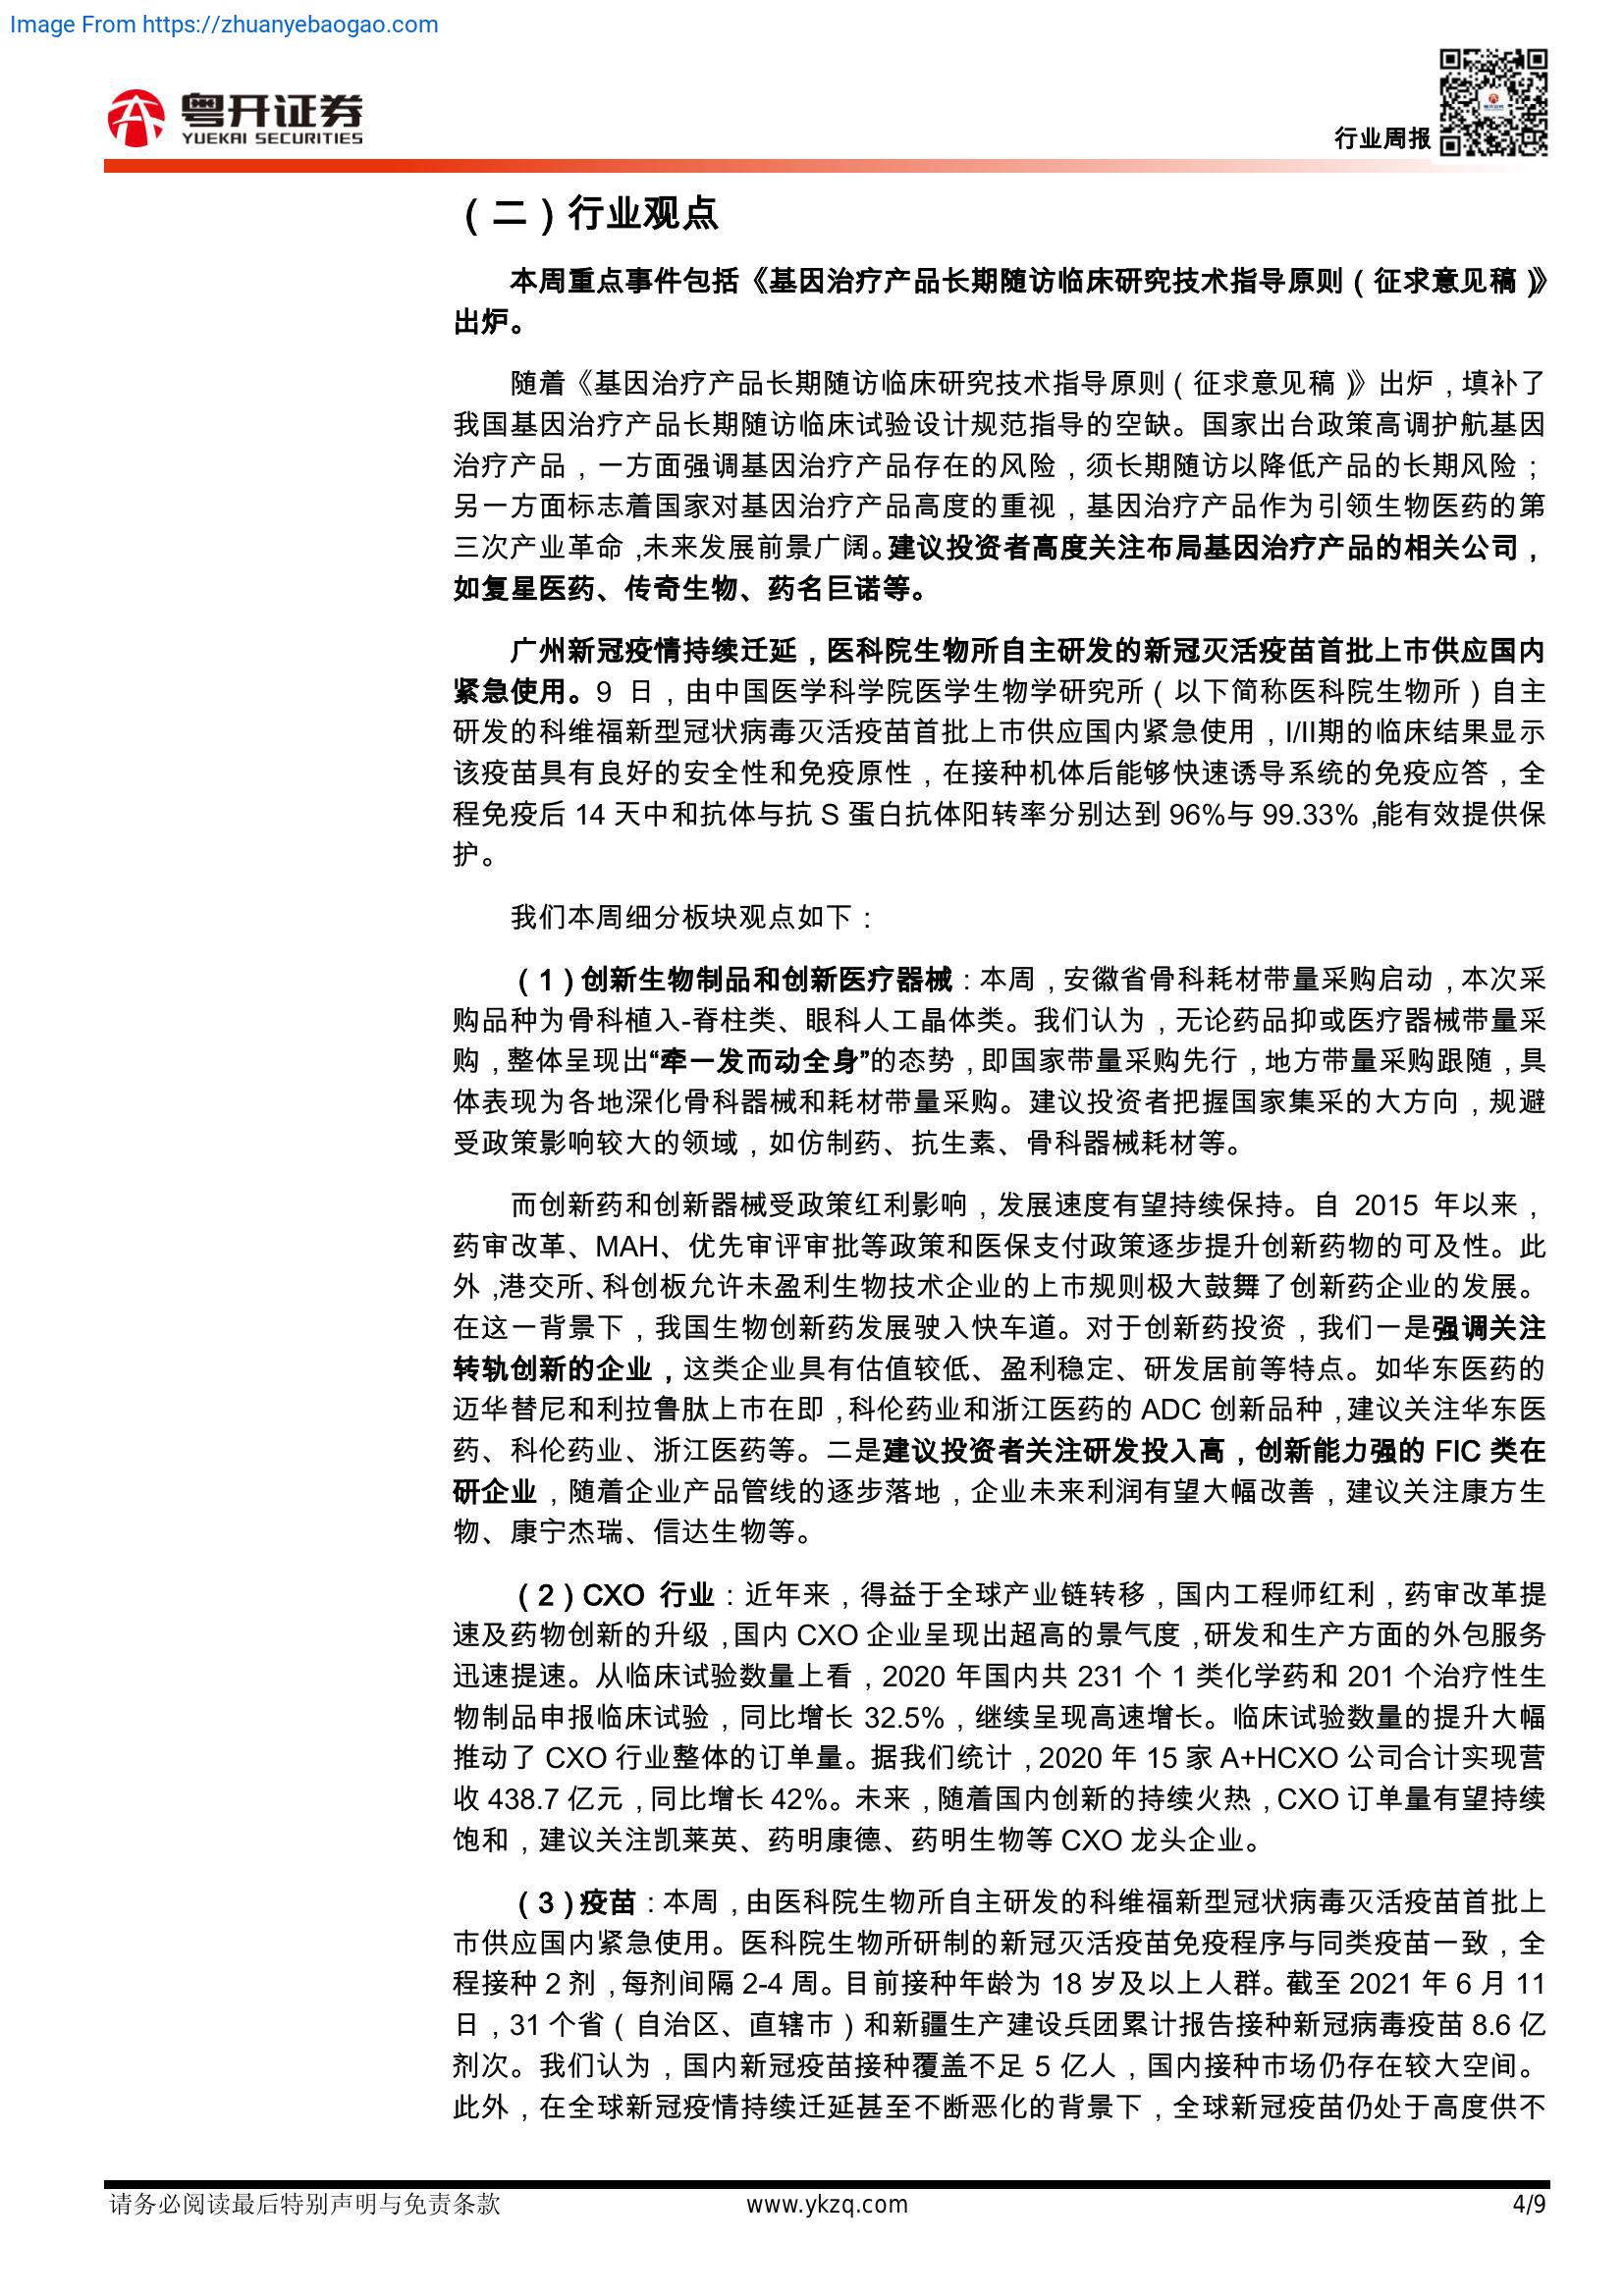 Image From https://zhuanyebaogao.com
粤开证券
YUEKAI SECURITIES
行业周报
（二）行业观点
本周重点事件包括《基因治疗产品长期随访临床研究技术指导原则（征求意见稿）》
出炉。
随着《基因治疗产品长期随访临床研究技术指导原则（征求意见稿）》出炉，填补了
我国基因治疗产品长期随访临床试验设计规范指导的空缺。国家出台政策高调护航基因
治疗产品，一方面强调基因治疗产品存在的风险，须长期随访以降低产品的长期风险；
另一方面标志着国家对基因治疗产品高度的重视，基因治疗产品作为引领生物医药的第
三次产业革命，未来发展前景广阔。建议投资者高度关注布局基因治疗产品的相关公司，
如复星医药、传奇生物、药名巨诺等。
广州新冠疫情持续迁延，医科院生物所自主研发的新冠灭活疫苗首批上市供应国内
紧急使用。9 日，由中国医学科学院医学生物学研究所（以下简称医科院生物所）自主
研发的科维福新型冠状病毒灭活疫苗首批上市供应国内紧急使用，I/II期的临床结果显示
该疫苗具有良好的安全性和免疫原性，在接种机体后能够快速诱导系统的免疫应答，全
程免疫后 14 天中和抗体与抗 S 蛋白抗体阳转率分别达到 96%与 99.33%，能有效提供保
护。
我们本周细分板块观点如下：
（1）创新生物制品和创新医疗器械：本周，安徽省骨科耗材带量采购启动，本次采
购品种为骨科植入-脊柱类、眼科人工晶体类。我们认为，无论药品抑或医疗器械带量采
购，整体呈现出“牵一发而动全身”的态势，即国家带量采购先行，地方带量采购跟随，具
体表现为各地深化骨科器械和耗材带量采购。建议投资者把握国家集采的大方向，规避
受政策影响较大的领域，如仿制药、抗生素、骨科器械耗材等。
而创新药和创新器械受政策红利影响，发展速度有望持续保持。自 2015 年以来，
药审改革、MAH、优先审评审批等政策和医保支付政策逐步提升创新药物的可及性。此
外，港交所、科创板允许未盈利生物技术企业的上市规则极大鼓舞了创新药企业的发展。
在这一背景下，我国生物创新药发展驶入快车道。对于创新药投资，我们一是强调关注
转轨创新的企业，这类企业具有估值较低、盈利稳定、研发居前等特点。如华东医药的
迈华替尼和利拉鲁肽上市在即，科伦药业和浙江医药的 ADC 创新品种，建议关注华东医
药、科伦药业、浙江医药等。二是建议投资者关注研发投入高，创新能力强的 FIC 类在
研企业，随着企业产品管线的逐步落地，企业未来利润有望大幅改善，建议关注康方生
物、康宁杰瑞、信达生物等。
（2）CXO 行业：近年来，得益于全球产业链转移，国内工程师红利，药审改革提
速及药物创新的升级，国内 CXO 企业呈现出超高的景气度，研发和生产方面的外包服务
迅速提速。从临床试验数量上看，2020 年国内共 231 个 1 类化学药和 201 个治疗性生
物制品申报临床试验，同比增长 32.5%，继续呈现高速增长。临床试验数量的提升大幅
推动了 CXO 行业整体的订单量。据我们统计，2020 年 15 家 A+HCXO 公司合计实现营
收 438.7 亿元，同比增长 42%。未来，随着国内创新的持续火热，CXO 订单量有望持续
饱和，建议关注凯莱英、药明康德、药明生物等 CXO 龙头企业。
（3）疫苗：本周，由医科院生物所自主研发的科维福新型冠状病毒灭活疫苗首批上
市供应国内紧急使用。医科院生物所研制的新冠灭活疫苗免疫程序与同类疫苗一致，全
程接种 2 剂，每剂间隔 2-4 周。目前接种年龄为 18 岁及以上人群。截至 2021 年 6 月 11
日，31 个省（自治区、直辖市）和新疆生产建设兵团累计报告接种新冠病毒疫苗 8.6 亿
剂次。我们认为，国内新冠疫苗接种覆盖不足 5 亿人，国内接种市场仍存在较大空间。
此外，在全球新冠疫情持续迁延甚至不断恶化的背景下，全球新冠疫苗仍处于高度供不
请务必阅读最后特别声明与免责条款
www.ykzq.com
4/9